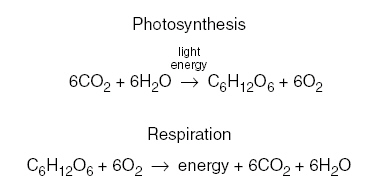 Photosynthesis
light
energy
6CO₂ + 6H₂O → C₆H₁₂O₆ + 6O₂
Respiration
C₆H₁₂O₆ + 6O₂ → energy + 6CO₂ + 6H₂O